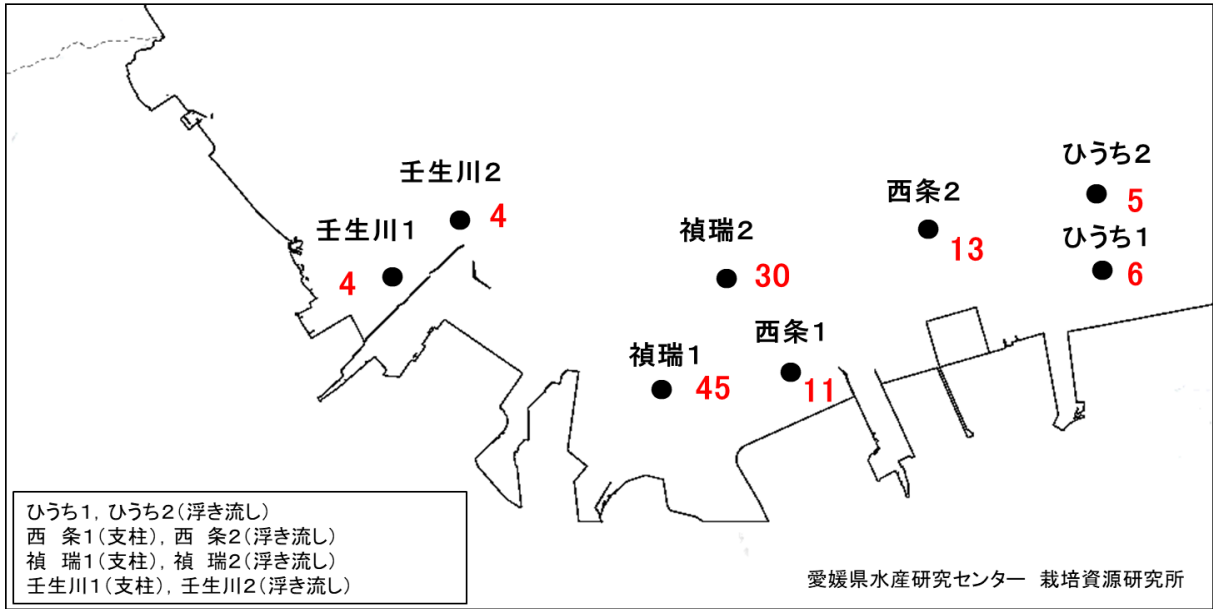 ひうち2
5
壬生川2
4
西条2
13
壬生川1
4
禎瑞2
30
ひうち1
6
西条1
11
禎瑞1
45
ひうち1, ひうち2(浮き流し)
西 条1(支柱), 西 条2(浮き流し)
禎 瑞1(支柱), 禎 瑞2(浮き流し)
壬生川1(支柱), 壬生川2(浮き流し)
愛媛県水産研究センター 栽培資源研究所